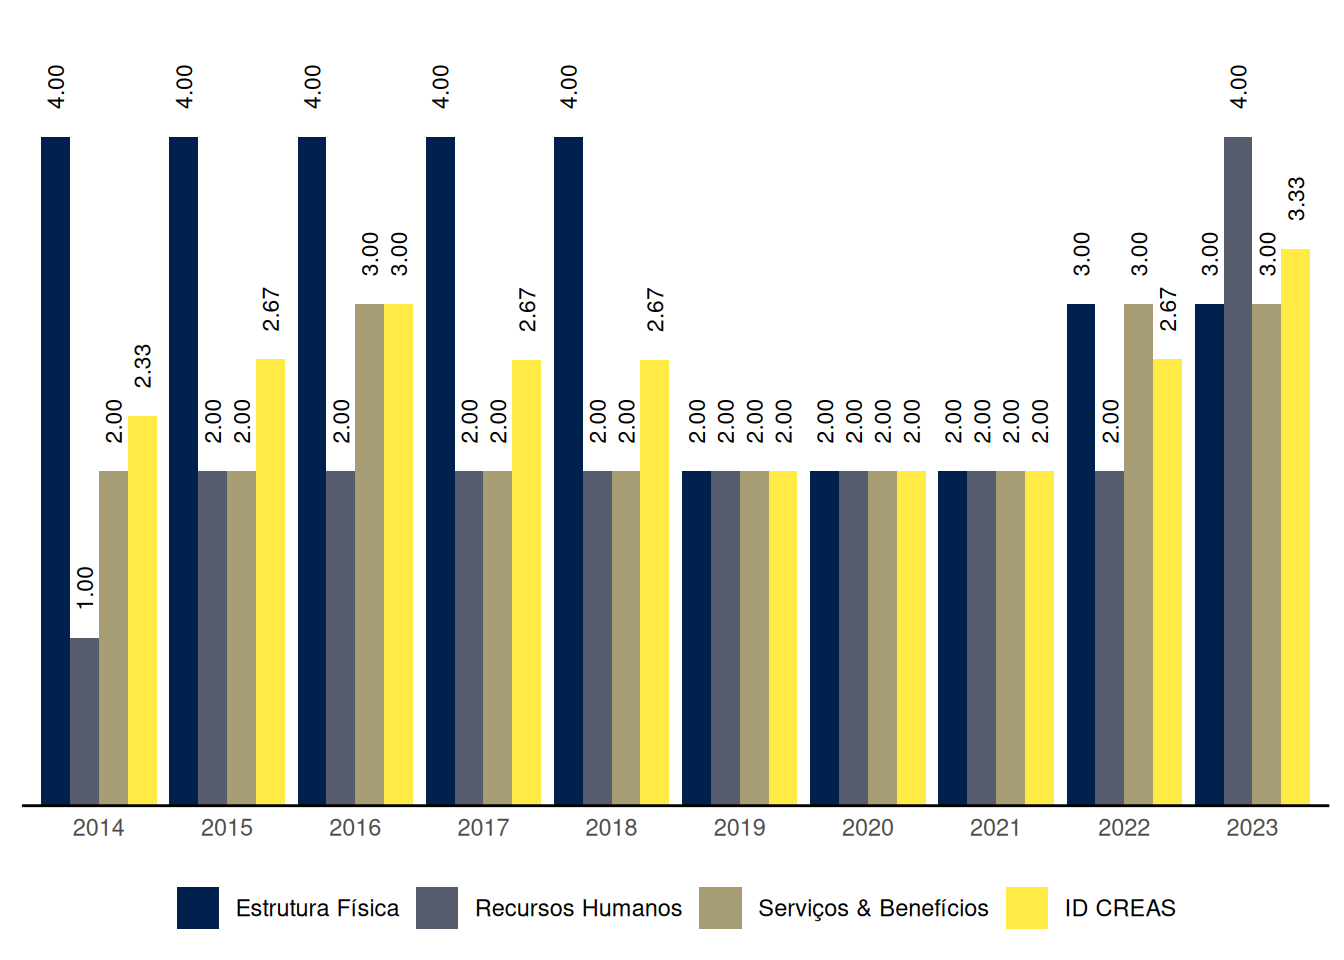 4.00 4.00 4.00 4.00 4.00 4.00
3.33
3.00 3.00 3.00 3.00 3.00 3.00
2.67 2.67 2.67 2.67
2.33
2.00 2.00 2.00 2.00 2.00 2.00 2.00 2.00 2.00 2.00 2.00 2.00 2.00 2.00 2.00 2.00 2.00 2.00 2.00 2.00 2.00
1.00
2014 2015 2016 2017 2018 2019 2020 2021 2022 2023
Estrutura Física Recursos Humanos Serviços & Benefícios ID CREAS